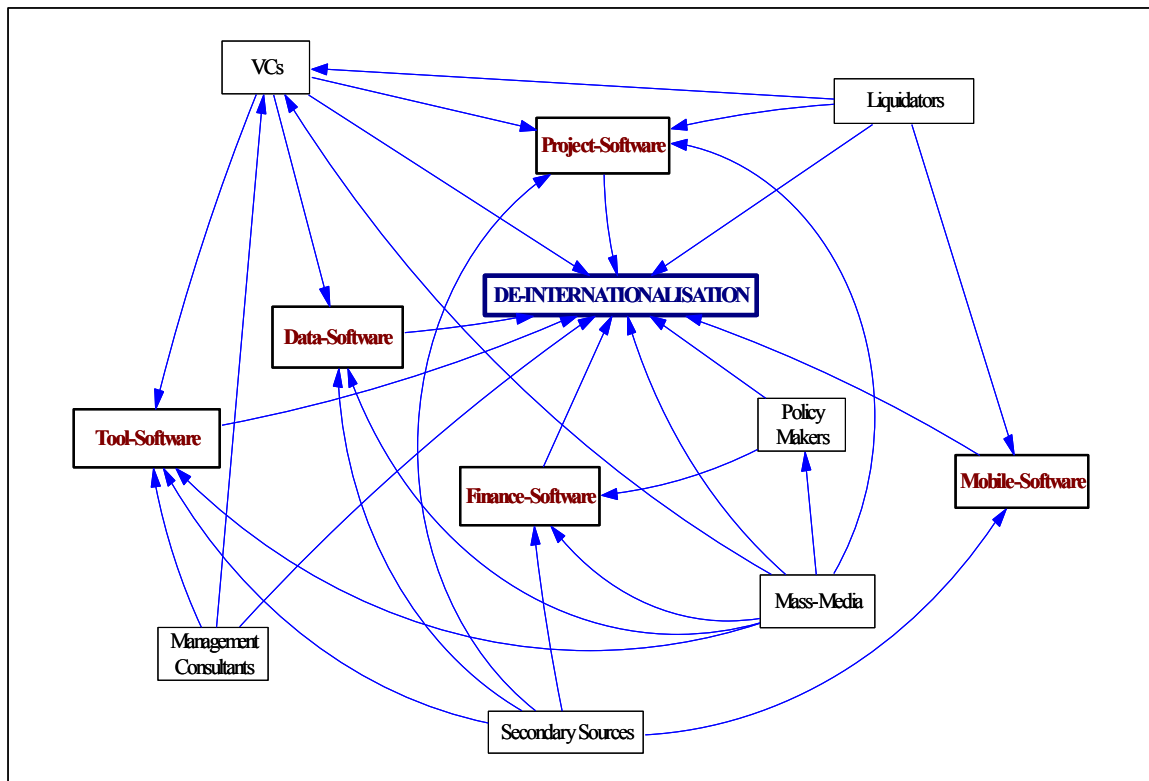 VCs
Liquidators
Project-Software
DE-INTERNATIONALISATION
Data-Software
Policy
Makers
Tool-Software
Finance-Software
Mobile-Software
Mass-Media
Management
Consultants
Secondary Sources